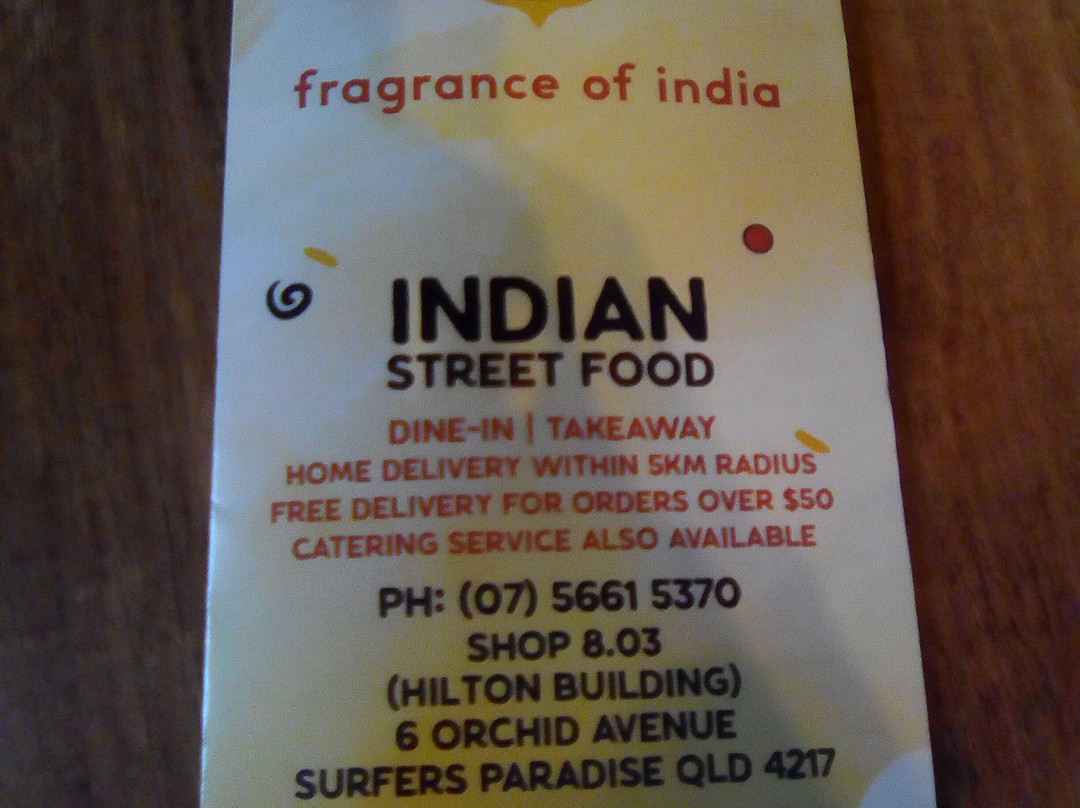 fragrance of india
INDIAN
STREET FOOD
DINE-IN | TAKEAWAY
HOME DELIVERY WITHIN 5KM RADIUS
FREE DELIVERY FOR ORDERS OVER $50
CATERING SERVICE ALSO AVAILABLE
PH: (07) 5661 5370
SHOP 8.03
(HILTON BUILDING)
6 ORCHID AVENUE
SURFERS PARADISE QLD 4217